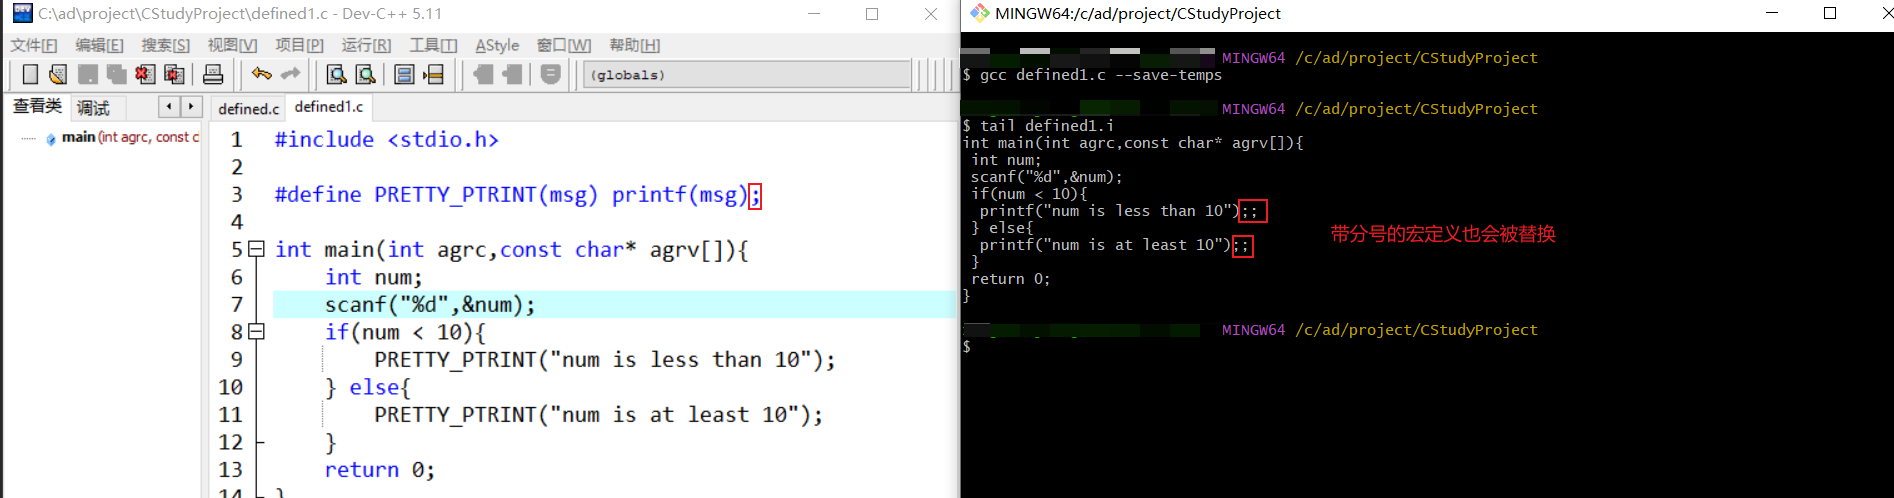 C:\ad\project\CStudyProject\defined1.c - Dev-C++ 5.11
文件[F] 编辑[E] 搜索[S] 视图[V] 项目[P] 运行[R] 工具[T] AStyle 窗口[W] 帮助[H]
(globals)
查看类 调试
defined.c defined1.c
main (int agrc, const c
1 #include <stdio.h>
2
3 #define PRETTY_PTRINT(msg) printf(msg);
4
5 int main(int agrc,const char* agrv[]){
6 int num;
7 scanf("%d",&num);
8 if(num < 10){
9 PRETTY_PTRINT("num is less than 10");
10 } else{
11 PRETTY_PTRINT("num is at least 10");
12 }
13 return 0;
14 }
MINGW64:/c/ad/project/CStudyProject
MINGW64 /c/ad/project/CStudyProject
$ gcc defined1.c --save-temps
MINGW64 /c/ad/project/CStudyProject
$ tail defined1.i
int main(int agrc,const char* agrv[]){
int num;
scanf("%d",&num);
if(num < 10){
printf("num is less than 10");;
} else{
printf("num is at least 10");;
}
return 0;
}
带分号的宏定义也会被替换
MINGW64 /c/ad/project/CStudyProject
$